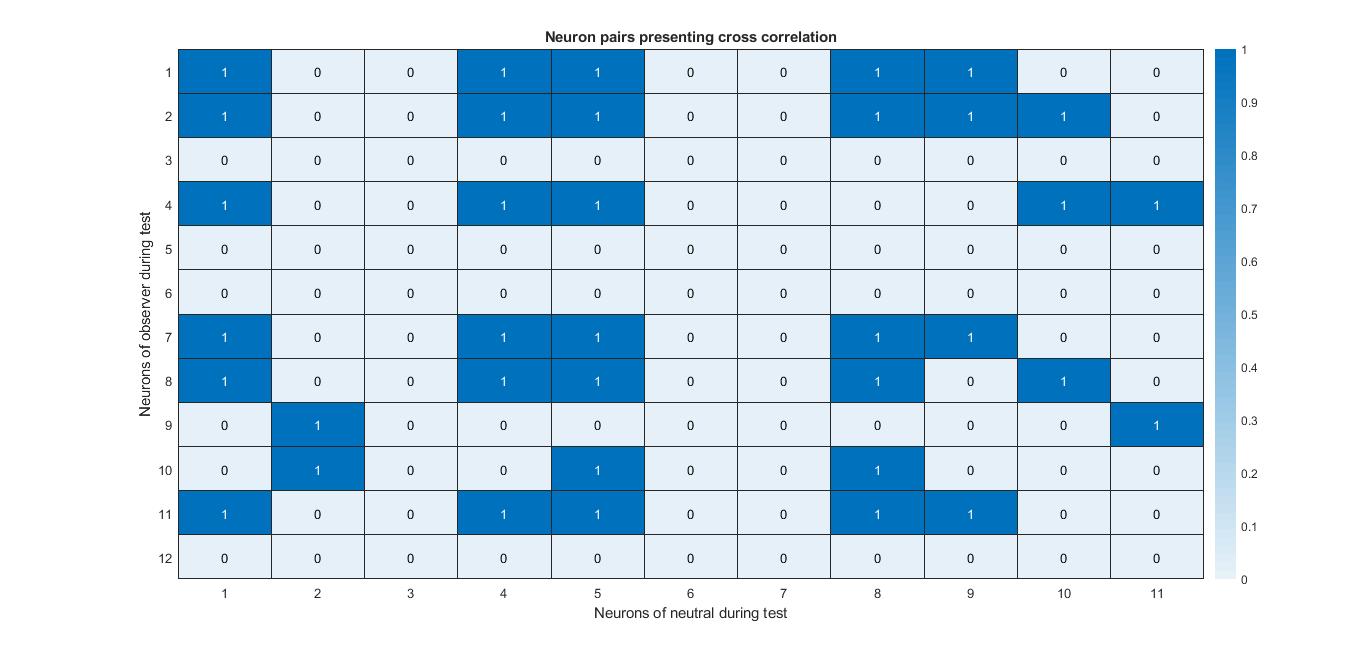 Neuron pairs presenting cross correlation
Neurons of observer during test
1 1 0 0 1 1 0 0 1 1 0 0
2 1 0 0 1 1 0 0 1 1 1 0
3 0 0 0 0 0 0 0 0 0 0 0
4 1 0 0 1 1 0 0 0 0 1 1
5 0 0 0 0 0 0 0 0 0 0 0
6 0 0 0 0 0 0 0 0 0 0 0
7 1 0 0 1 1 0 0 1 1 0 0
8 1 0 0 1 1 0 0 1 0 1 0
9 0 1 0 0 0 0 0 0 0 0 1
10 0 1 0 0 1 0 0 1 0 0 0
11 1 0 0 1 1 0 0 1 1 0 0
12 0 0 0 0 0 0 0 0 0 0 0
1 2 3 4 5 6 7 8 9 10 11
Neurons of neutral during test
1
0.9
0.8
0.7
0.6
0.5
0.4
0.3
0.2
0.1
0